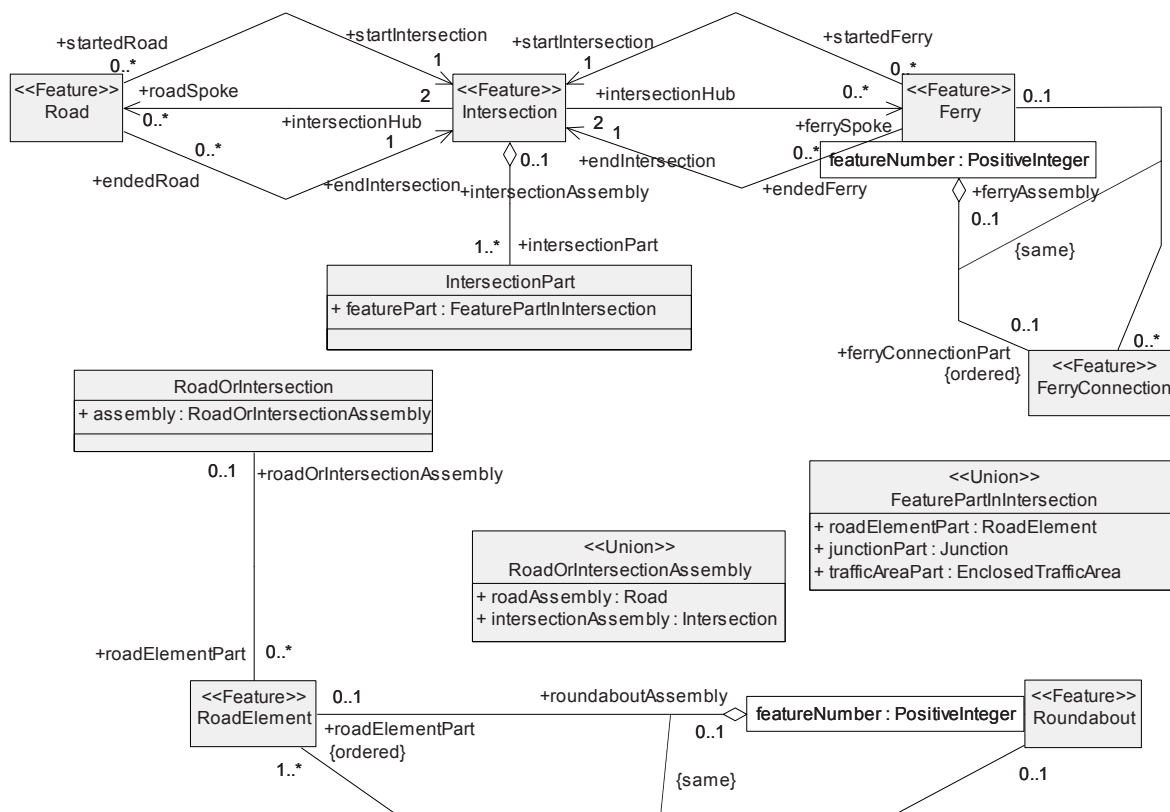 +startedRoad
+startIntersection
+startIntersection
+startedFerry
0..*
1
1
0..*
<<Feature>>
Road
+roadSpoke
2
<<Feature>>
Intersection
+intersectionHub
0..*
<<Feature>>
Ferry
0..1
0..*
+intersectionHub
2
+ferrySpoke
0..*
1
1
0..*
+endedRoad
+endIntersection
+endIntersection
+endedFerry
featureNumber : PositiveInteger
0..1
+intersectionAssembly
+ferryAssembly
0..1
{same}
1..*
+intersectionPart
IntersectionPart
+ featurePart : FeaturePartInIntersection
0..1
0..*
+ferryConnectionPart
{ordered}
<<Feature>>
FerryConnection
RoadOrIntersection
+ assembly : RoadOrIntersectionAssembly
0..1
+roadOrIntersectionAssembly
<<Union>>
FeaturePartInIntersection
+ roadElementPart : RoadElement
+ junctionPart : Junction
+ trafficAreaPart : EnclosedTrafficArea
<<Union>>
RoadOrIntersectionAssembly
+ roadAssembly : Road
+ intersectionAssembly : Intersection
+roadElementPart
0..*
<<Feature>>
RoadElement
0..1
+roundaboutAssembly
featureNumber : PositiveInteger
<<Feature>>
Roundabout
+roadElementPart
{ordered}
0..1
1..*
{same}
0..1